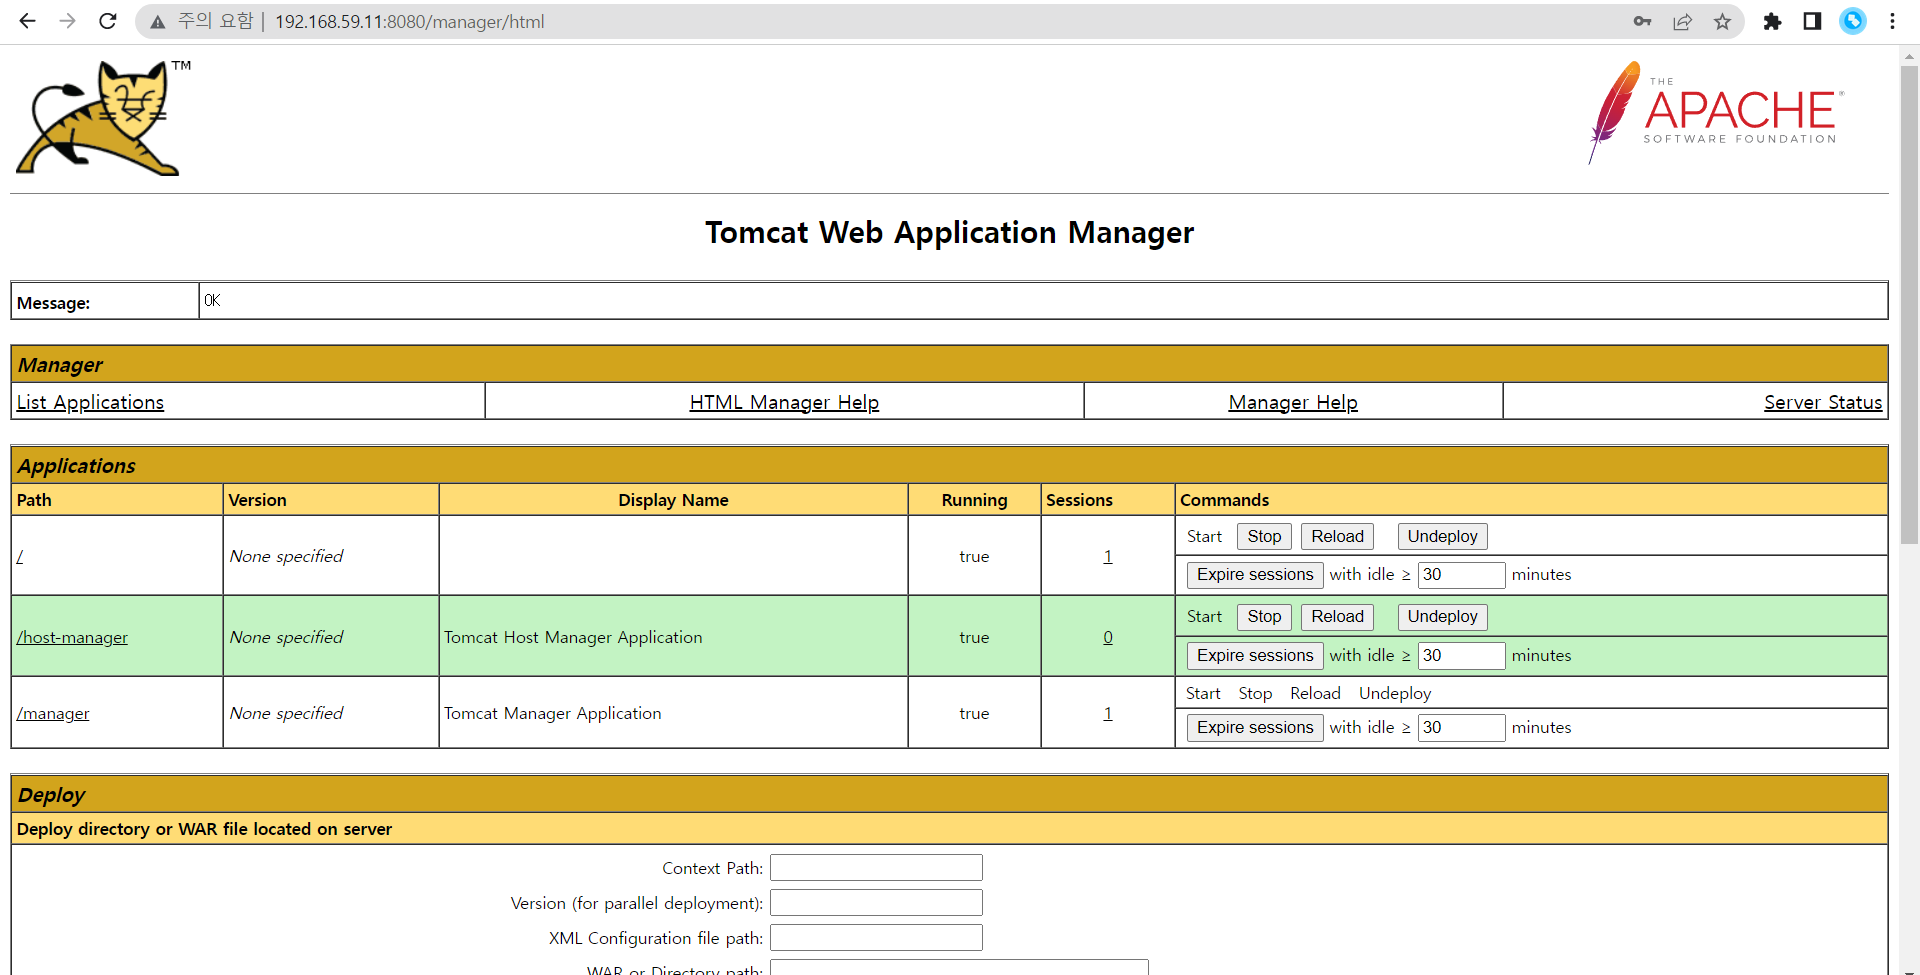 주의 요함 | 192.168.59.11:8080/manager/html
TM
THE
APACHE
®
SOFTWARE FOUNDATION
Tomcat Web Application Manager
Message: OK
Manager
List Applications HTML Manager Help Manager Help Server Status
Applications
Path Version Display Name Running Sessions Commands
/ None specified true 1 Start Stop Reload Undeploy
Expire sessions with idle ≥ 30 minutes
/host-manager None specified Tomcat Host Manager Application true 0 Start Stop Reload Undeploy
Expire sessions with idle ≥ 30 minutes
/manager None specified Tomcat Manager Application true 1 Start Stop Reload Undeploy
Expire sessions with idle ≥ 30 minutes
Deploy
Deploy directory or WAR file located on server
Context Path:
Version (for parallel deployment):
XML Configuration file path:
WAR or Directory path: